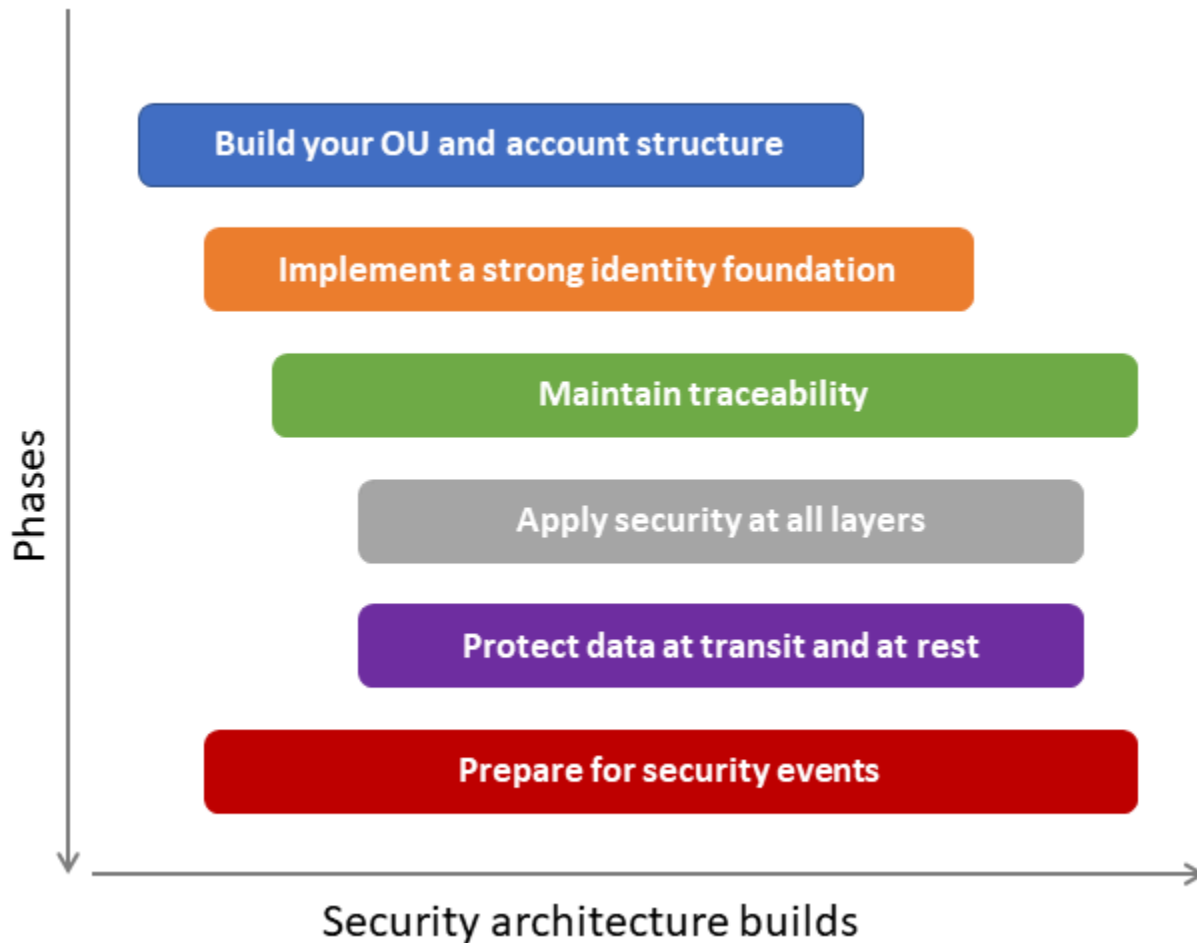 Build your OU and account structure
Implement a strong identity foundation
Maintain traceability
Apply security at all layers
Protect data at transit and at rest
Prepare for security events
Phases
Security architecture builds